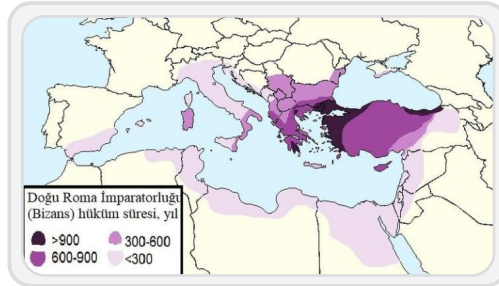 Doğu Roma İmparatorluğu
(Bizans) hüküm süresi, yıl
>900
300-600
600-900
<300